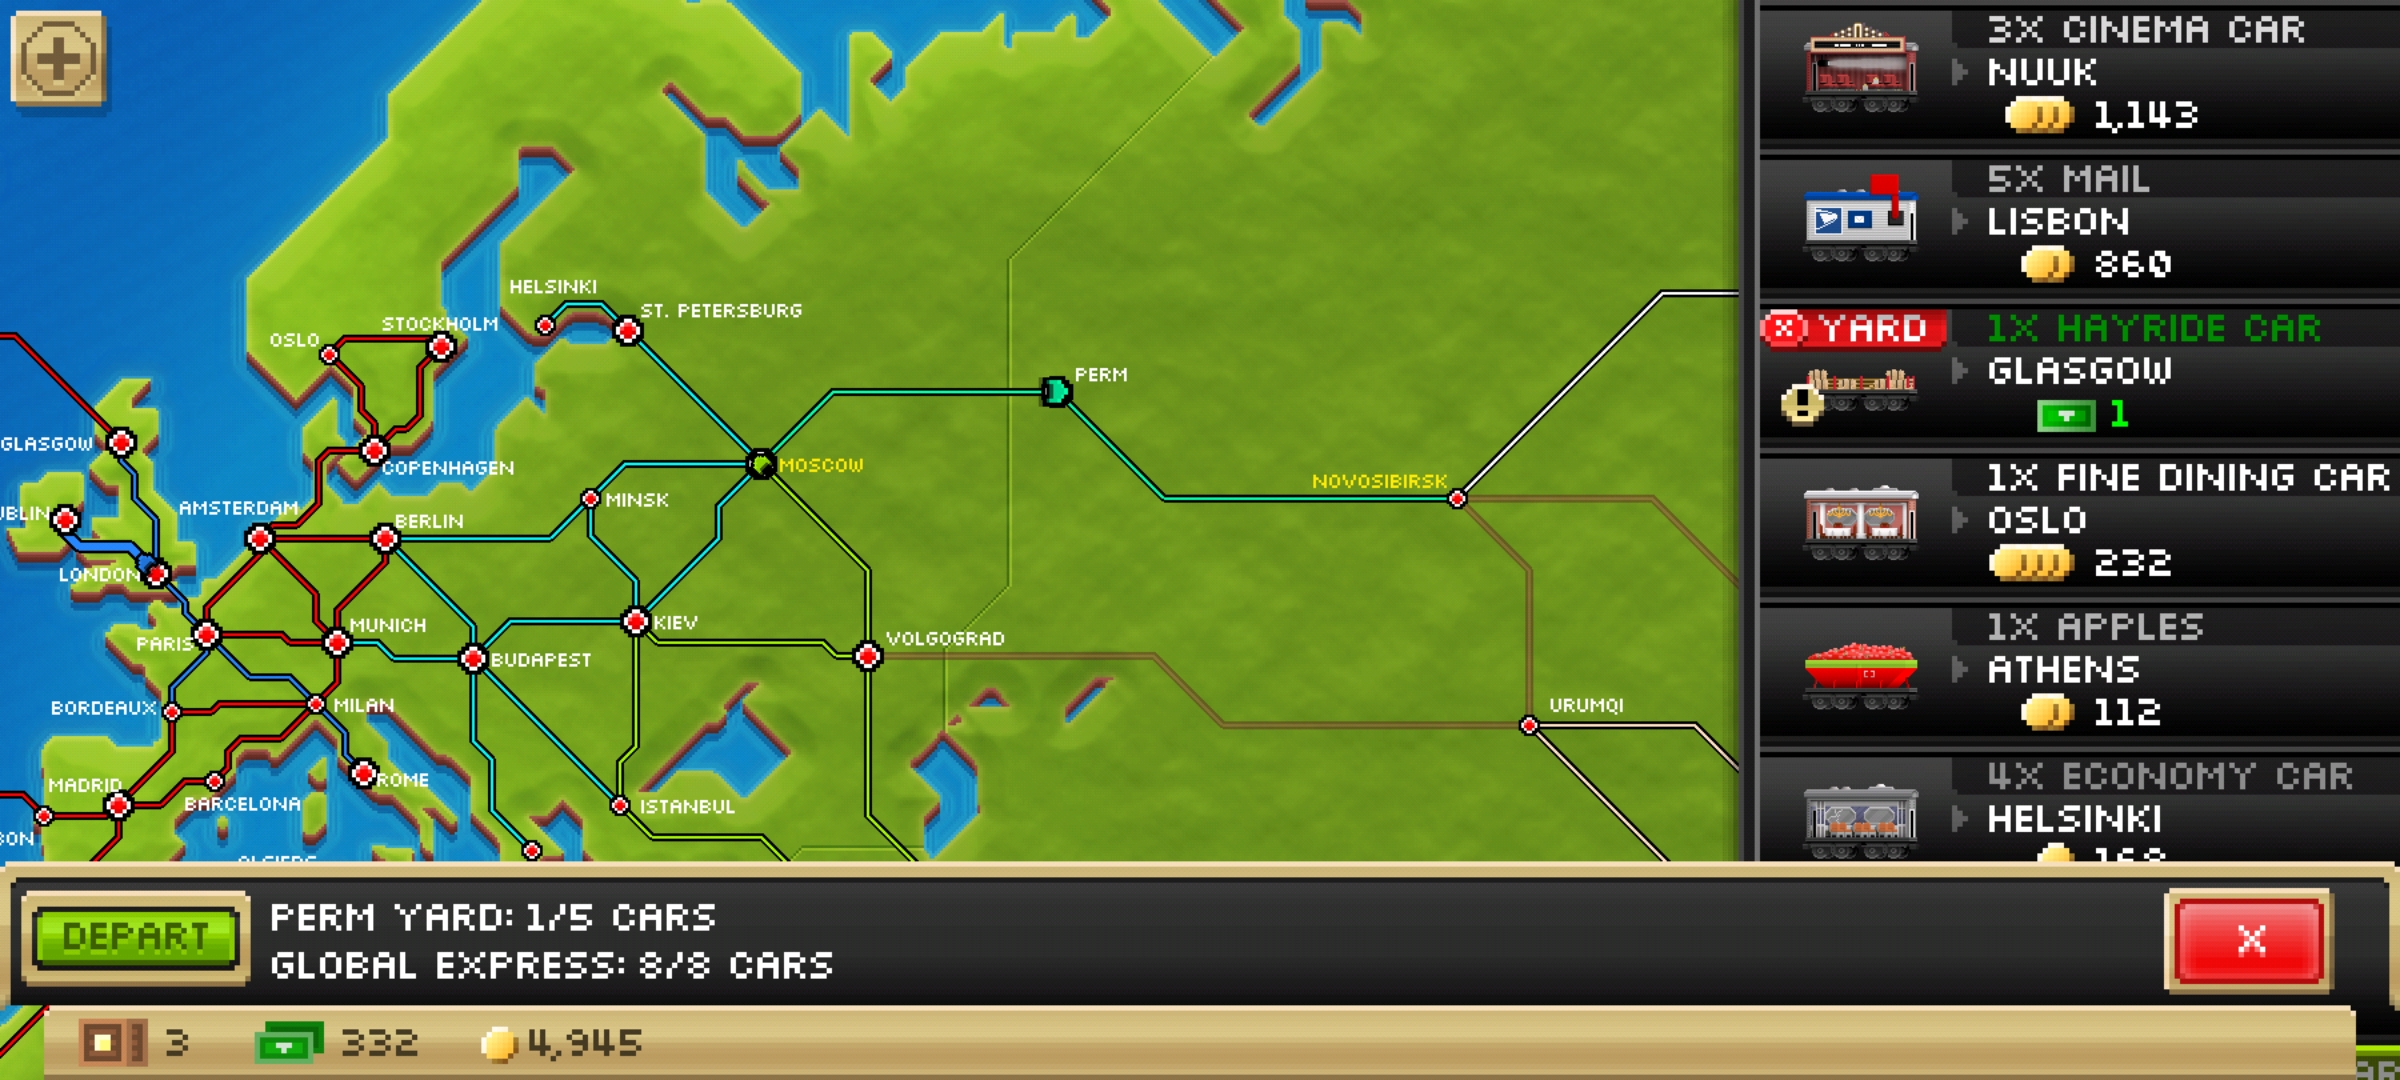 HELSINKI
ST. PETERSBURG
STOCKHOLM
OSLO
PERM
GLASGOW
COPENHAGEN
MOSCOW
NOVOSIBIRSK
AMSTERDAM
MINSK
BLIN
BERLIN
LONDON
PARIS
MUNICH
KIEV
VOLGOGRAD
BUDAPEST
BORDEAUX
MILAN
URUMQI
MADRID
ROME
BARCELONA
ISTANBUL
BON
3X CINEMA CAR
NUUK
1,143
5X MAIL
LISBON
860
X YARD
1X HAYRIDE CAR
GLASGOW
1
1X FINE DINING CAR
OSLO
232
1X APPLES
ATHENS
112
4X ECONOMY CAR
HELSINKI
DEPART
PERM YARD: 1/5 CARS
GLOBAL EXPRESS: 8/8 CARS
X
3
332
4,945